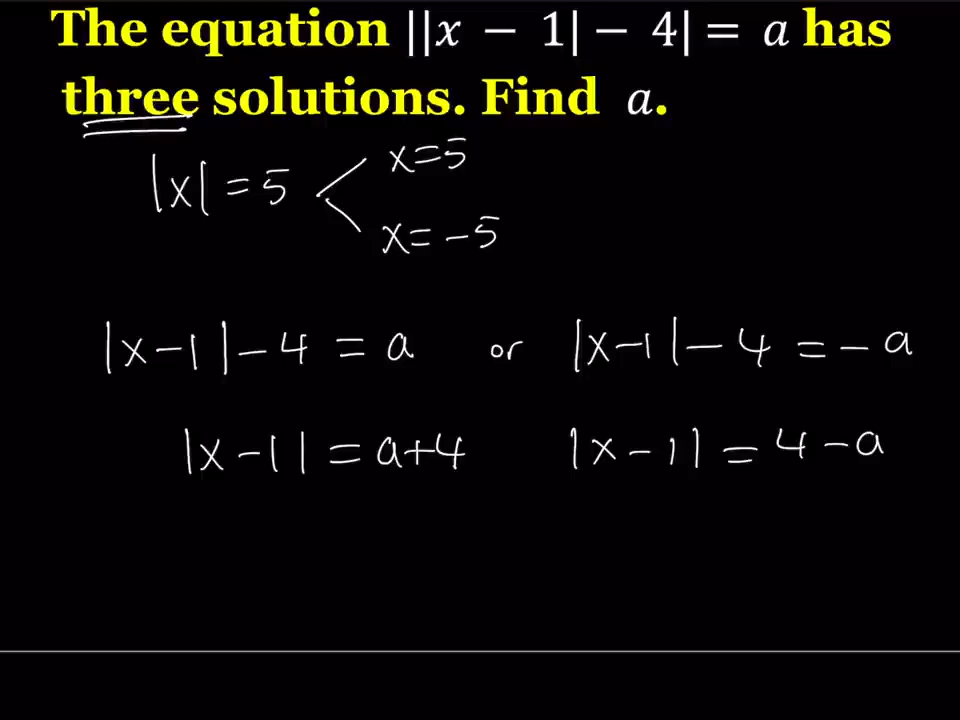 The equation ||x − 1| − 4| = a has
three solutions. Find a.
|x| = 5
x=5
x=-5
|x-1|-4 = a or |x-1|-4 = -a
|x-1| = a+4 |x-1| = 4-a